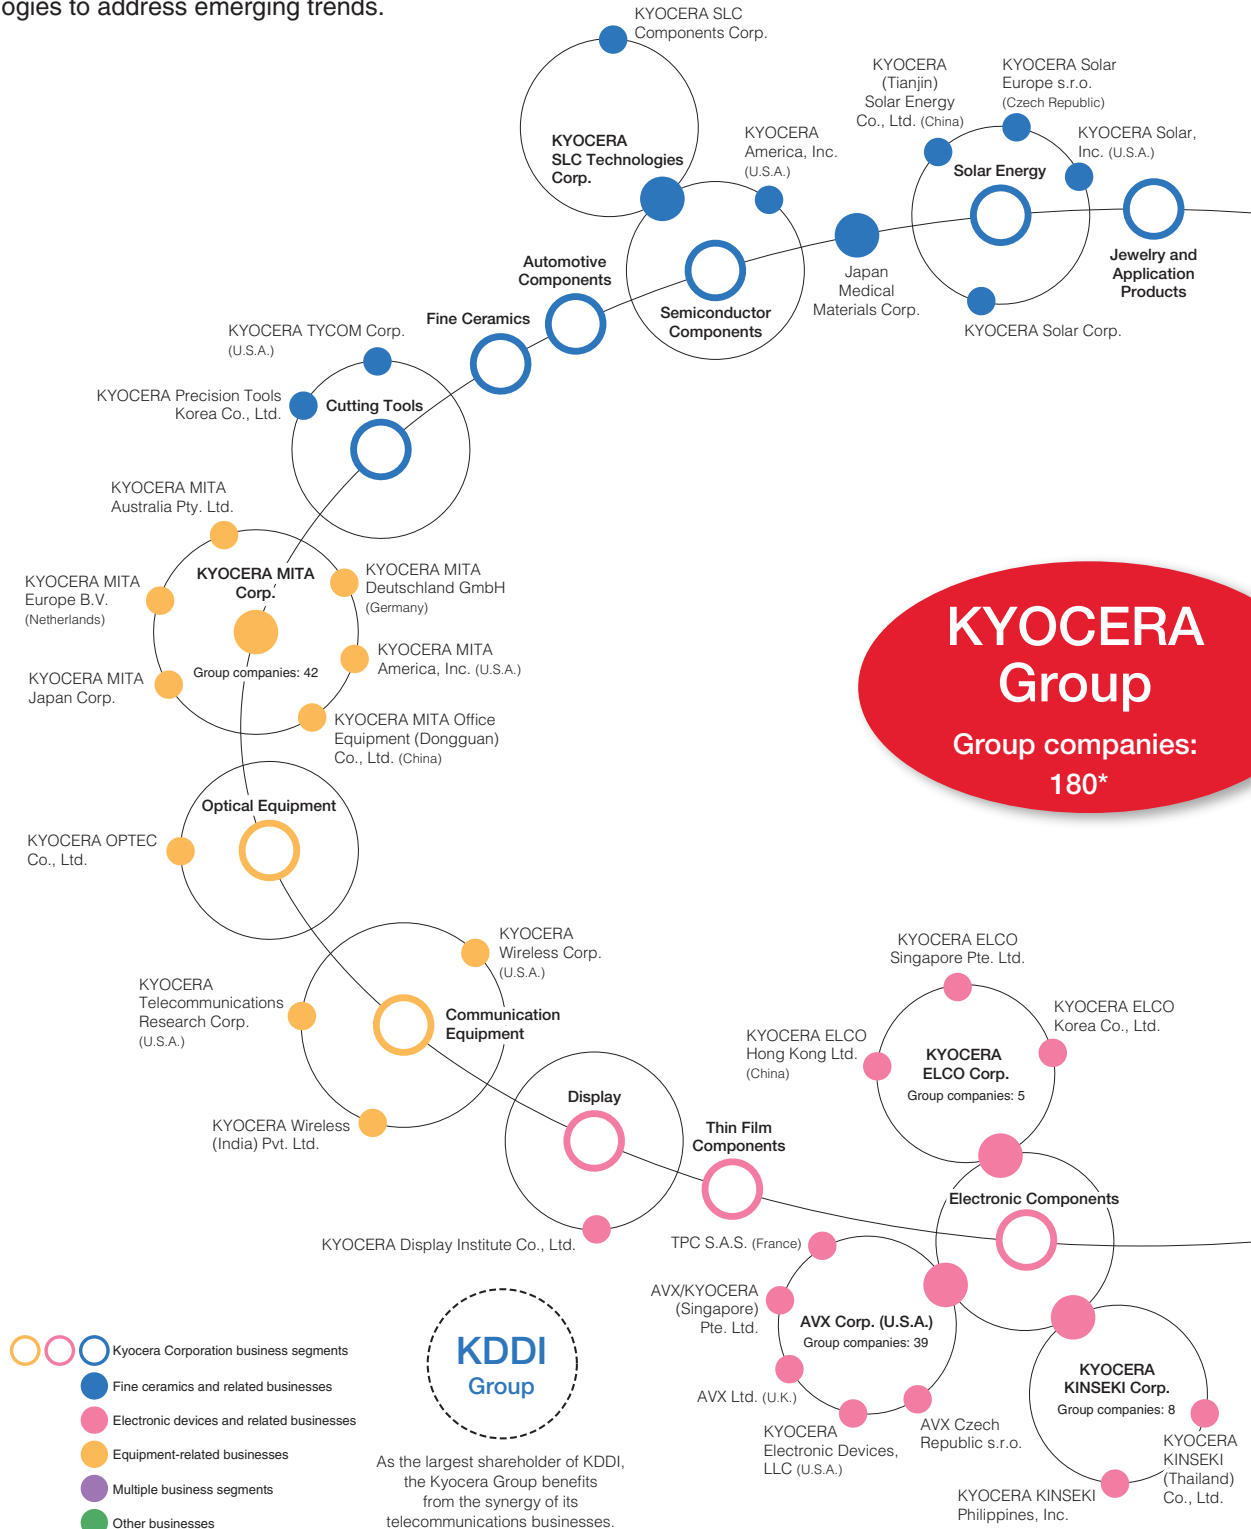 ogies to address emerging trends.
KYOCERA SLC
Components Corp.
KYOCERA
SLC Technologies
Corp.
KYOCERA
America, Inc.
(U.S.A.)
KYOCERA
(Tianjin)
Solar Energy
Co., Ltd. (China)
KYOCERA Solar
Europe s.r.o.
(Czech Republic)
KYOCERA Solar,
Inc. (U.S.A.)
Solar Energy
Jewelry and
Application
Products
KYOCERA Solar Corp.
Japan
Medical
Materials Corp.
Semiconductor
Components
Automotive
Components
Fine Ceramics
KYOCERA TYCOM Corp.
(U.S.A.)
KYOCERA Precision Tools
Korea Co., Ltd.
Cutting Tools
KYOCERA MITA
Australia Pty. Ltd.
KYOCERA MITA
Europe B.V.
(Netherlands)
KYOCERA MITA
Corp.
Group companies: 42
KYOCERA MITA
Deutschland GmbH
(Germany)
KYOCERA MITA
America, Inc. (U.S.A.)
KYOCERA MITA
Japan Corp.
KYOCERA MITA Office
Equipment (Dongguan)
Co., Ltd. (China)
KYOCERA
Group
Group companies:
180*
Optical Equipment
KYOCERA OPTEC
Co., Ltd.
KYOCERA
Wireless Corp.
(U.S.A.)
KYOCERA
Telecommunications
Research Corp.
(U.S.A.)
Communication
Equipment
KYOCERA Wireless
(India) Pvt. Ltd.
Display
KYOCERA Display Institute Co., Ltd.
Thin Film
Components
KYOCERA ELCO
Singapore Pte. Ltd.
KYOCERA ELCO
Korea Co., Ltd.
KYOCERA ELCO
Hong Kong Ltd.
(China)
KYOCERA
ELCO Corp.
Group companies: 5
Electronic Components
TPC S.A.S. (France)
AVX/KYOCERA
(Singapore)
Pte. Ltd.
AVX Corp. (U.S.A.)
Group companies: 39
AVX Ltd. (U.K.)
KYOCERA
Electronic Devices,
LLC (U.S.A.)
AVX Czech
Republic s.r.o.
KYOCERA
KINSEKI Corp.
Group companies: 8
KYOCERA
KINSEKI
(Thailand)
Co., Ltd.
KYOCERA KINSEKI
Philippines, Inc.
KDDI
Group
As the largest shareholder of KDDI,
the Kyocera Group benefits
from the synergy of its
telecommunications businesses.
Kyocera Corporation business segments
Fine ceramics and related businesses
Electronic devices and related businesses
Equipment-related businesses
Multiple business segments
Other businesses